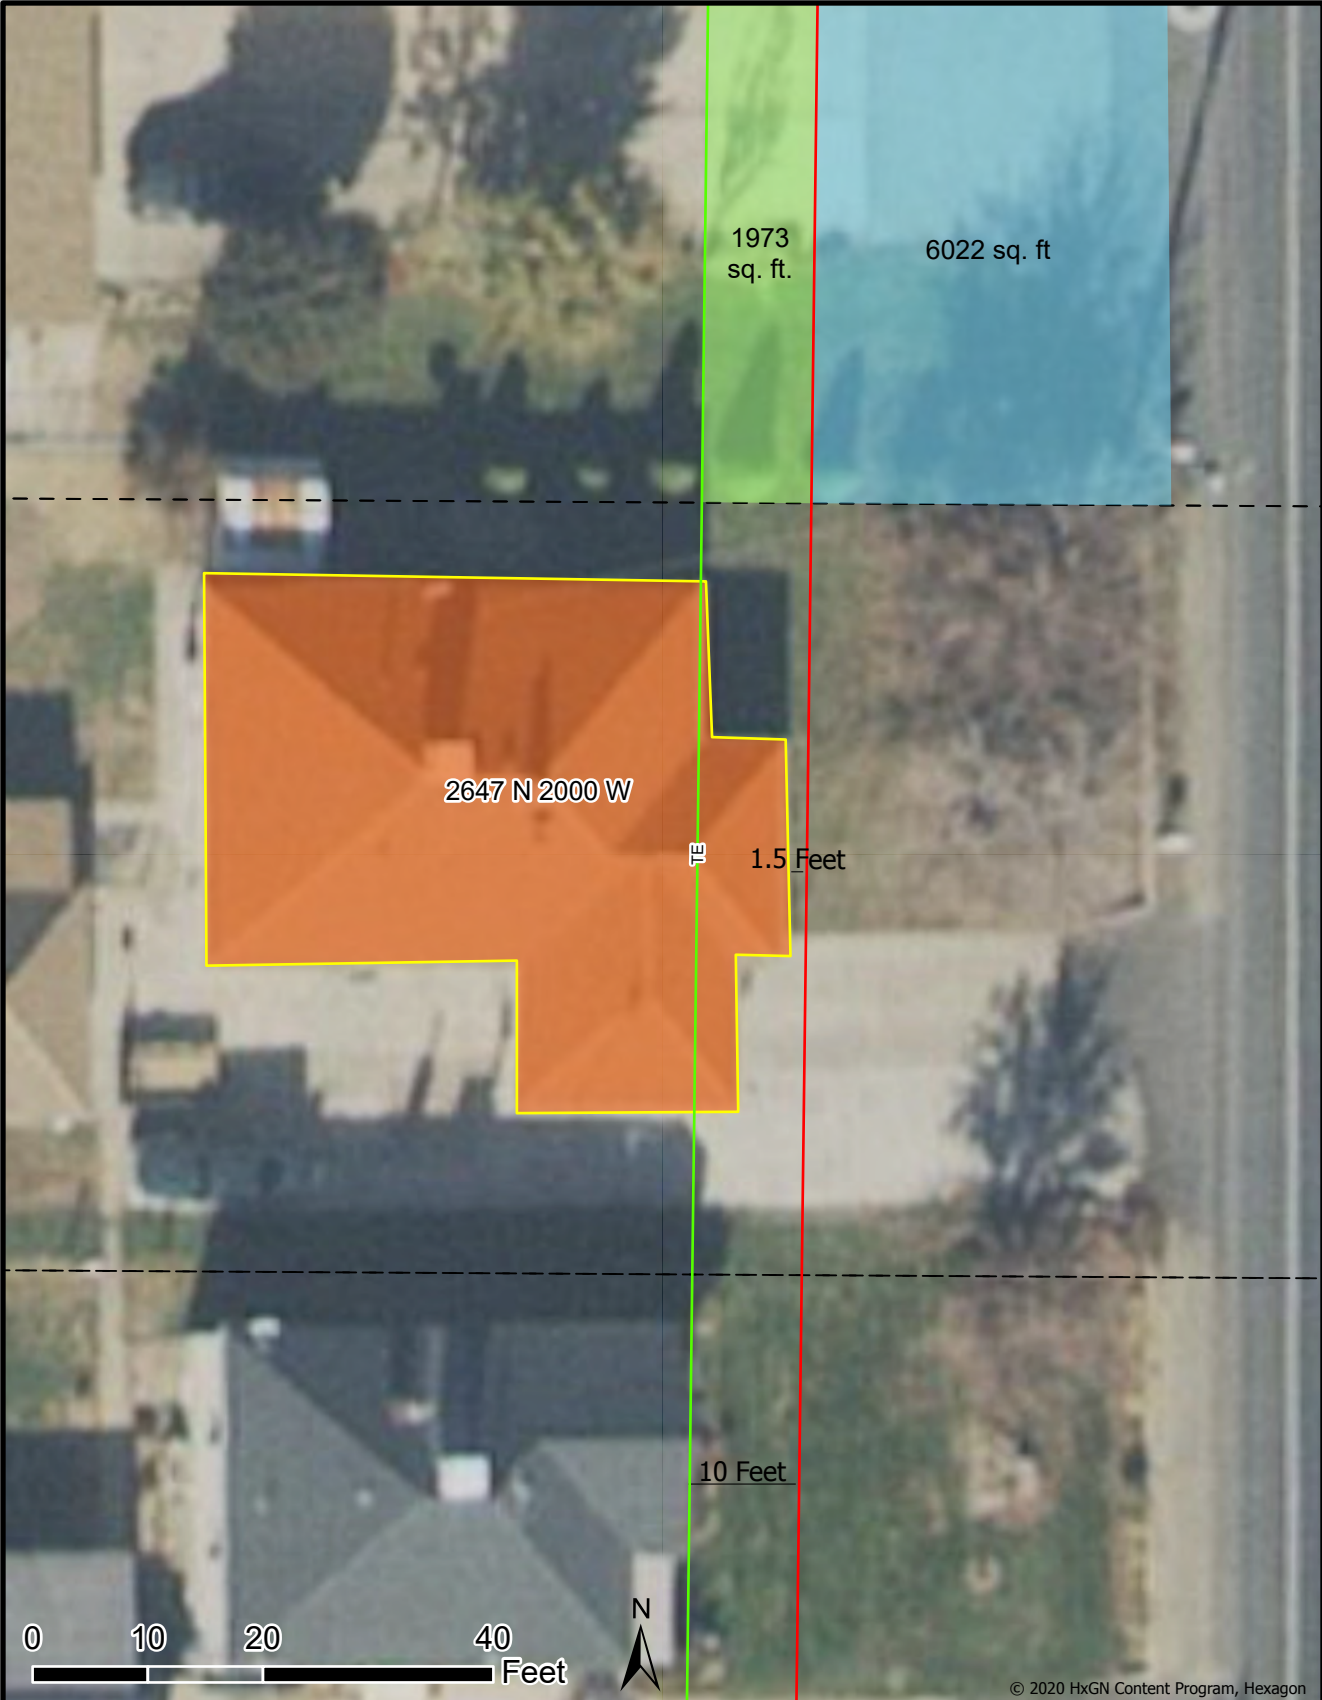 1973
sq. ft.
6022 sq. ft
2647 N 2000 W
TE
1.5 Feet
10 Feet
N
0 10 20 40
Feet
© 2020 HxGN Content Program, Hexagon